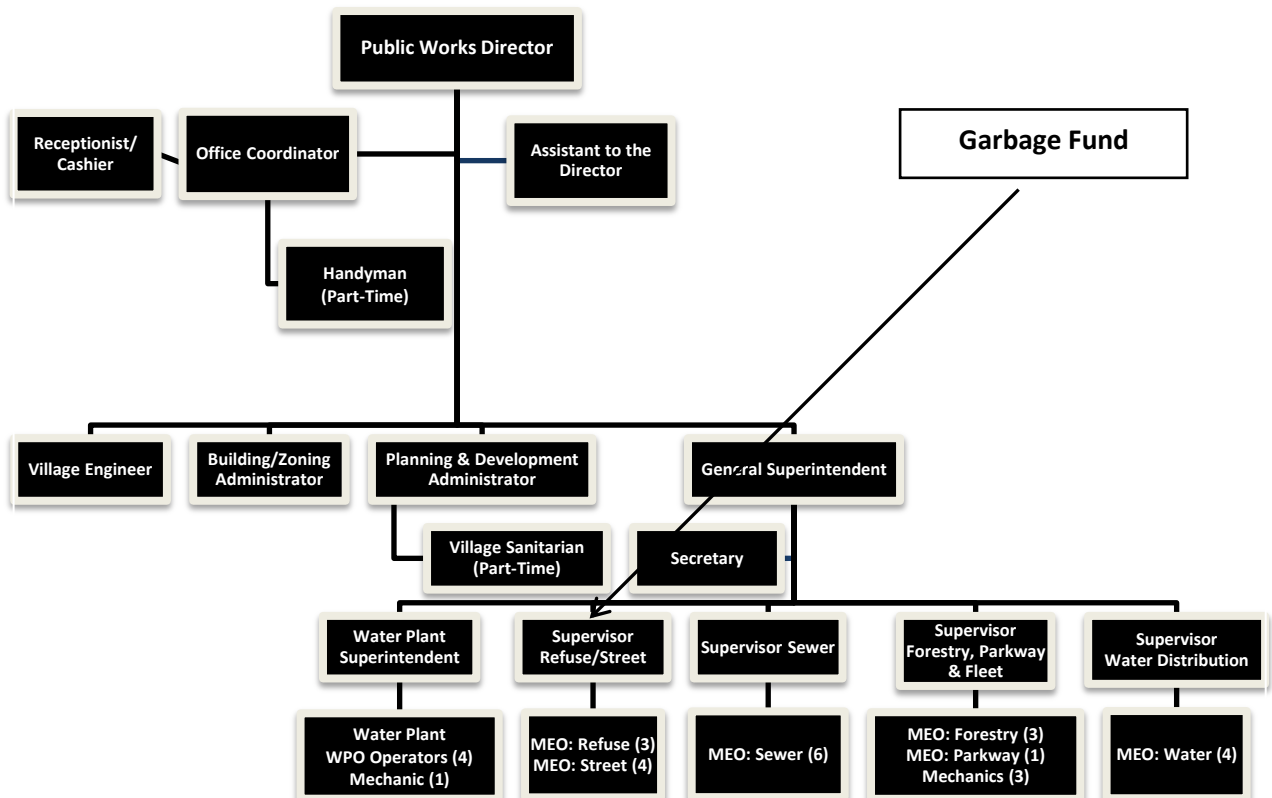 Public Works Director
Garbage Fund
Receptionist/
Cashier
Office Coordinator
Assistant to the
Director
Handyman
(Part-Time)
Village Engineer
Building/Zoning
Administrator
Planning & Development
Administrator
General Superintendent
Village Sanitarian
(Part-Time)
Secretary
Water Plant
Superintendent
Supervisor
Refuse/Street
Supervisor Sewer
Supervisor
Forestry, Parkway
& Fleet
Supervisor
Water Distribution
Water Plant
WPO Operators (4)
Mechanic (1)
MEO: Refuse (3)
MEO: Street (4)
MEO: Sewer (6)
MEO: Forestry (3)
MEO: Parkway (1)
Mechanics (3)
MEO: Water (4)